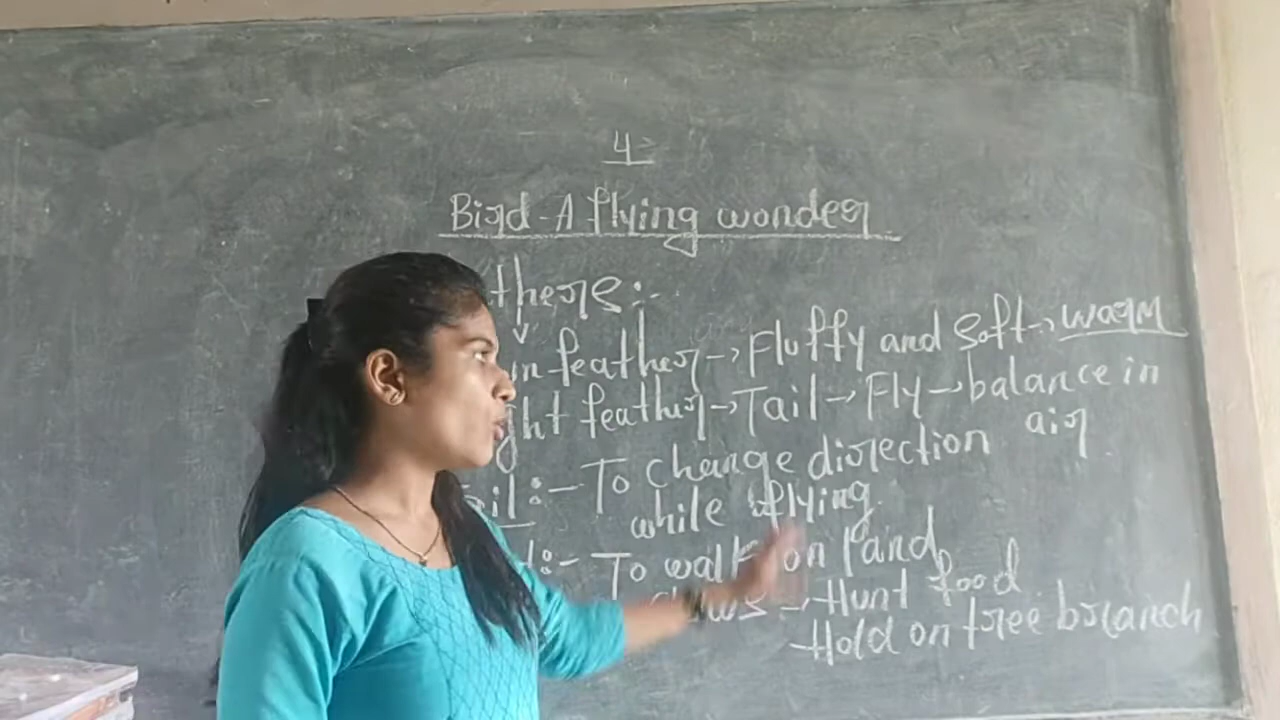 4
Bird - A flying wonder.
thers :-
n feather → Fluffy and soft → warm
ght feather → Tail → Fly → balance in air
ail :- To change direction
while flying.
t :- To walk on land
claws → Hunt food
Hold on tree branch